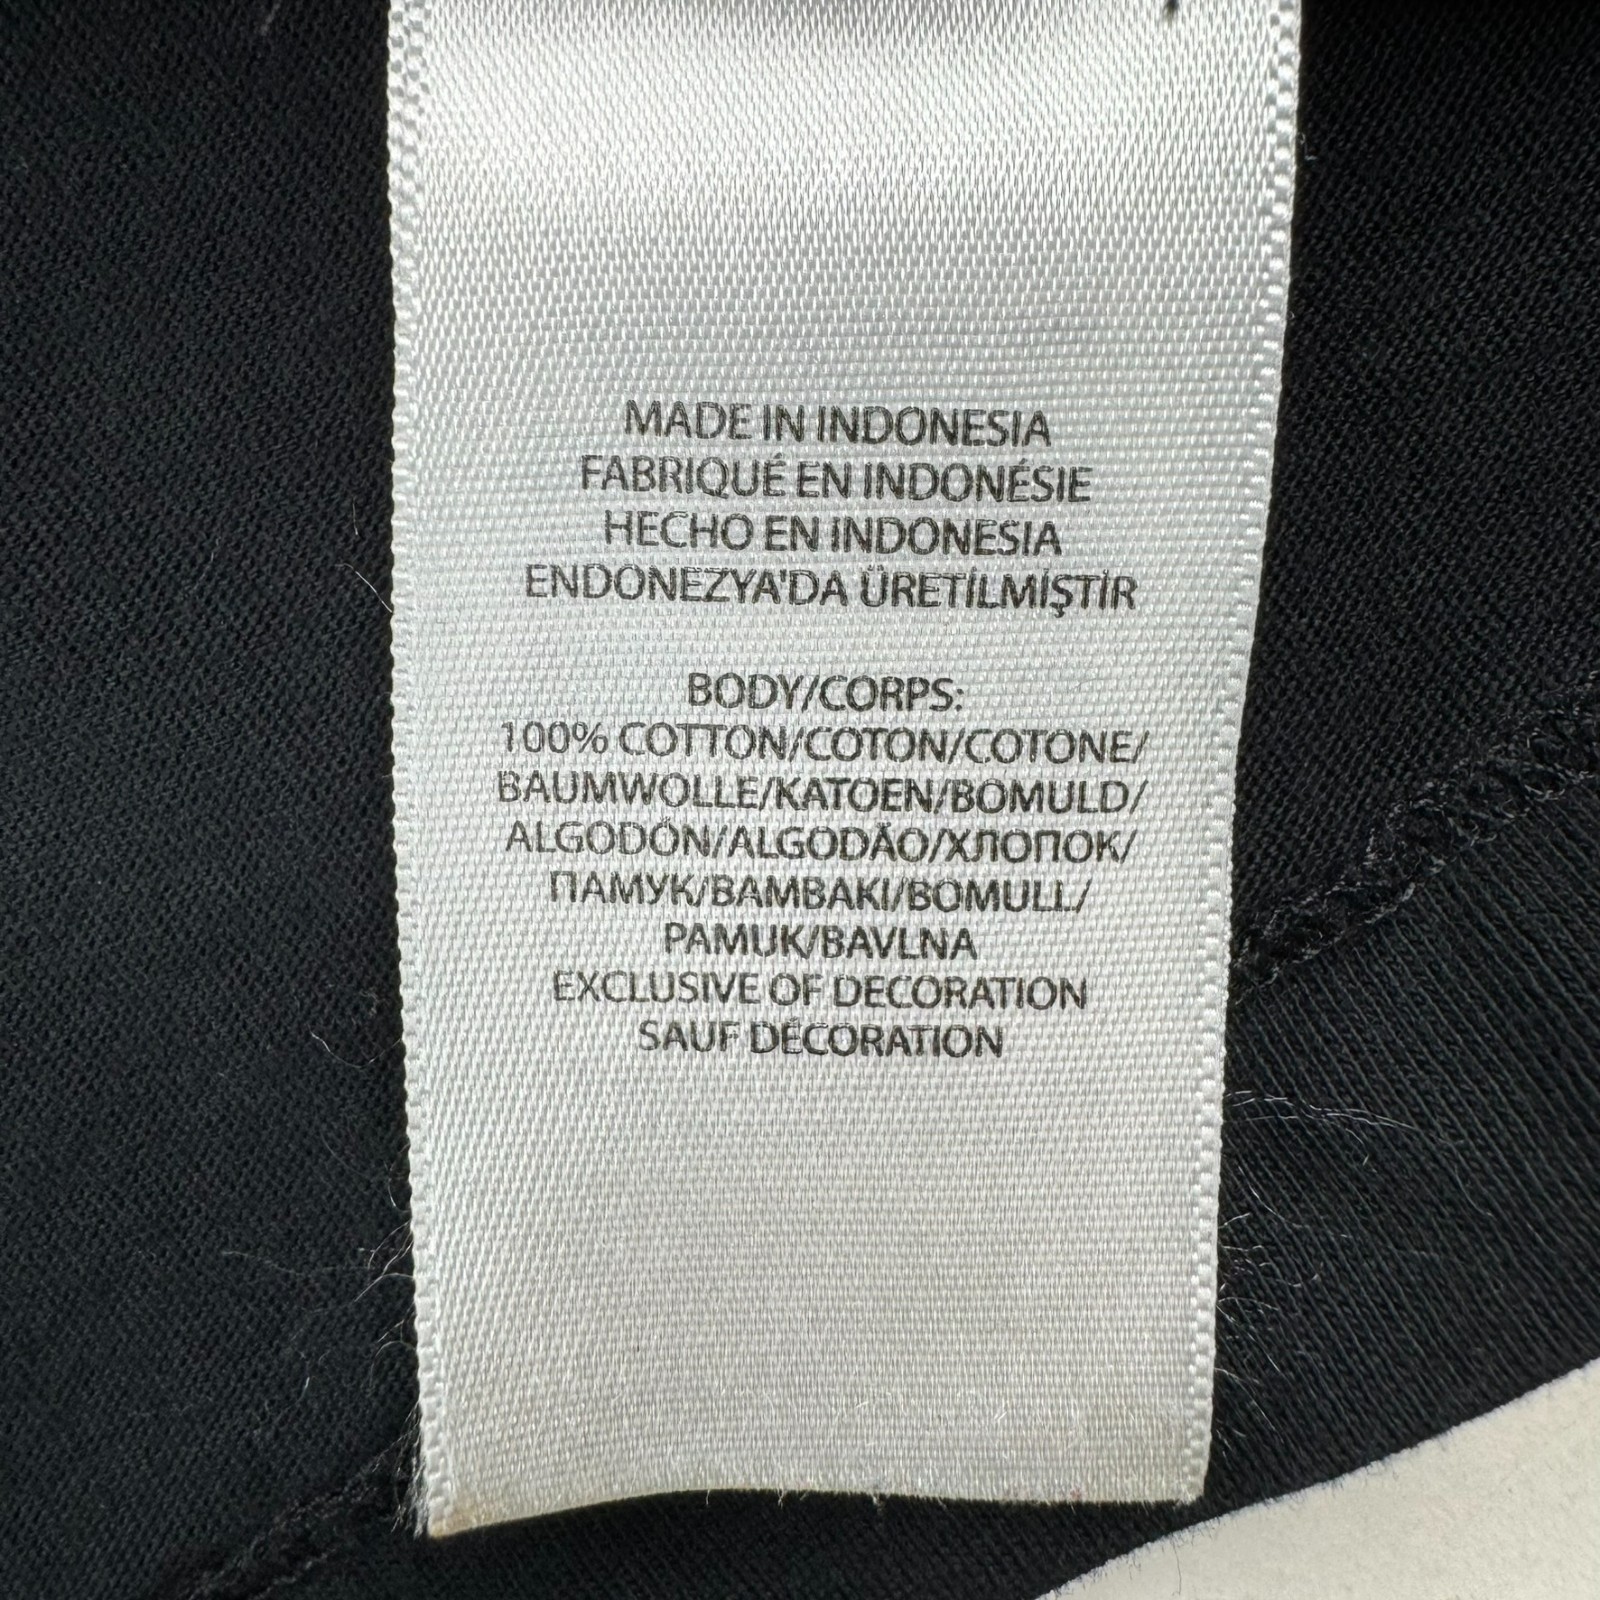 MADE IN INDONESIA
FABRIQUÉ EN INDONÉSIE
HECHO EN INDONESIA
ENDONEZYA'DA ÜRETİLMİŞTİR
BODY/CORPS:
100% COTTON/COTON/COTONE/
BAUMWOLLE/KATOEN/BOMULD/
ALGODÓN/ALGODÃO/ХЛОПОК/
ПАМУК/BAMBAKI/BOMULL/
PAMUK/BAVLNA
EXCLUSIVE OF DECORATION
SAUF DÉCORATION